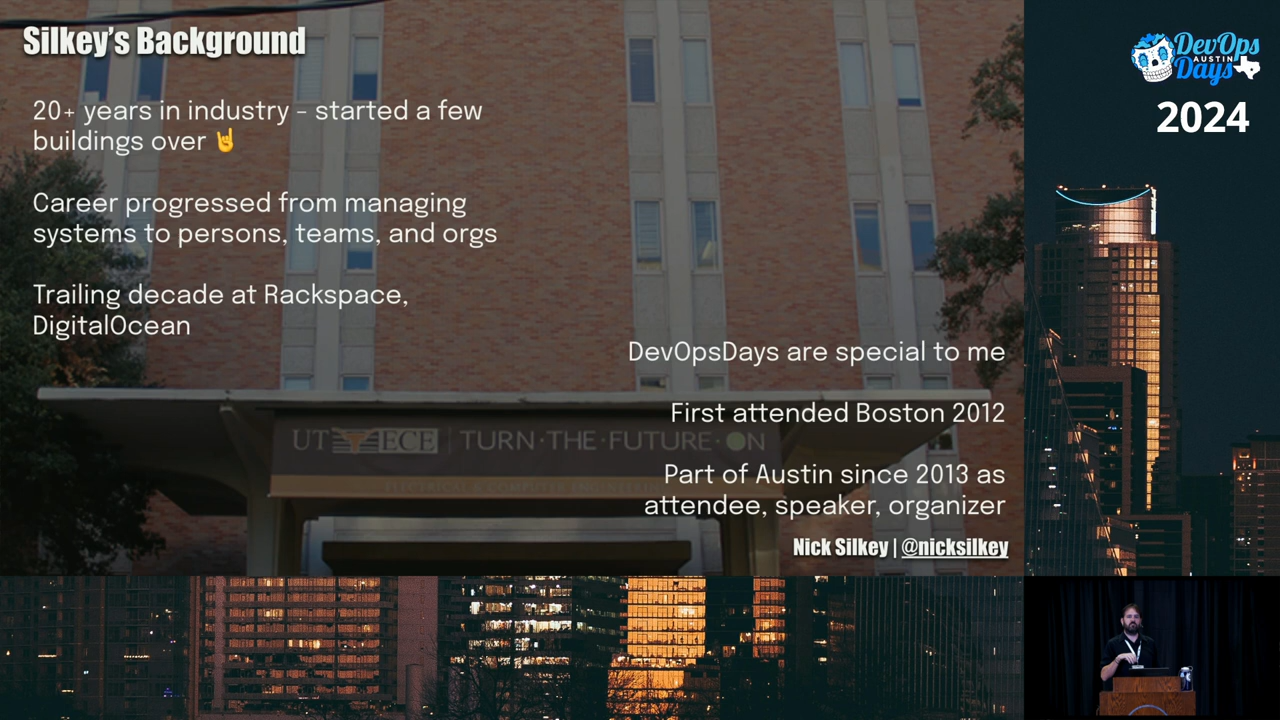 Silkey's Background
20+ years in industry - started a few
buildings over 🤘
Career progressed from managing
systems to persons, teams, and orgs
Trailing decade at Rackspace,
DigitalOcean
DevOpsDays are special to me
First attended Boston 2012
UT ECE | TURN·THE·FUTURE·ON
Part of Austin since 2013 as
attendee, speaker, organizer
Nick Silkey | @nicksilkey
DevOps
AUSTIN
Days
2024